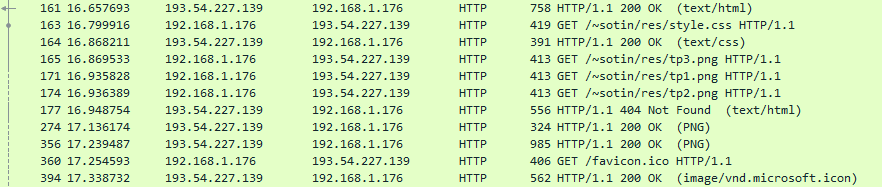 161 16.657693 193.54.227.139 192.168.1.176 HTTP 758 HTTP/1.1 200 OK (text/html)
163 16.799916 192.168.1.176 193.54.227.139 HTTP 419 GET /~sotin/res/style.css HTTP/1.1
164 16.868211 193.54.227.139 192.168.1.176 HTTP 391 HTTP/1.1 200 OK (text/css)
165 16.869533 192.168.1.176 193.54.227.139 HTTP 413 GET /~sotin/res/tp3.png HTTP/1.1
171 16.935828 192.168.1.176 193.54.227.139 HTTP 413 GET /~sotin/res/tp1.png HTTP/1.1
174 16.936389 192.168.1.176 193.54.227.139 HTTP 413 GET /~sotin/res/tp2.png HTTP/1.1
177 16.948754 193.54.227.139 192.168.1.176 HTTP 556 HTTP/1.1 404 Not Found (text/html)
274 17.136174 193.54.227.139 192.168.1.176 HTTP 324 HTTP/1.1 200 OK (PNG)
356 17.239487 193.54.227.139 192.168.1.176 HTTP 985 HTTP/1.1 200 OK (PNG)
360 17.254593 192.168.1.176 193.54.227.139 HTTP 406 GET /favicon.ico HTTP/1.1
394 17.338732 193.54.227.139 192.168.1.176 HTTP 562 HTTP/1.1 200 OK (image/vnd.microsoft.icon)